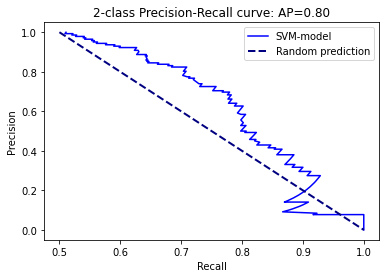 2-class Precision-Recall curve: AP=0.80
SVM-model
Random prediction
Precision
1.0
0.8
0.6
0.4
0.2
0.0
0.5
0.6
0.7
0.8
0.9
1.0
Recall